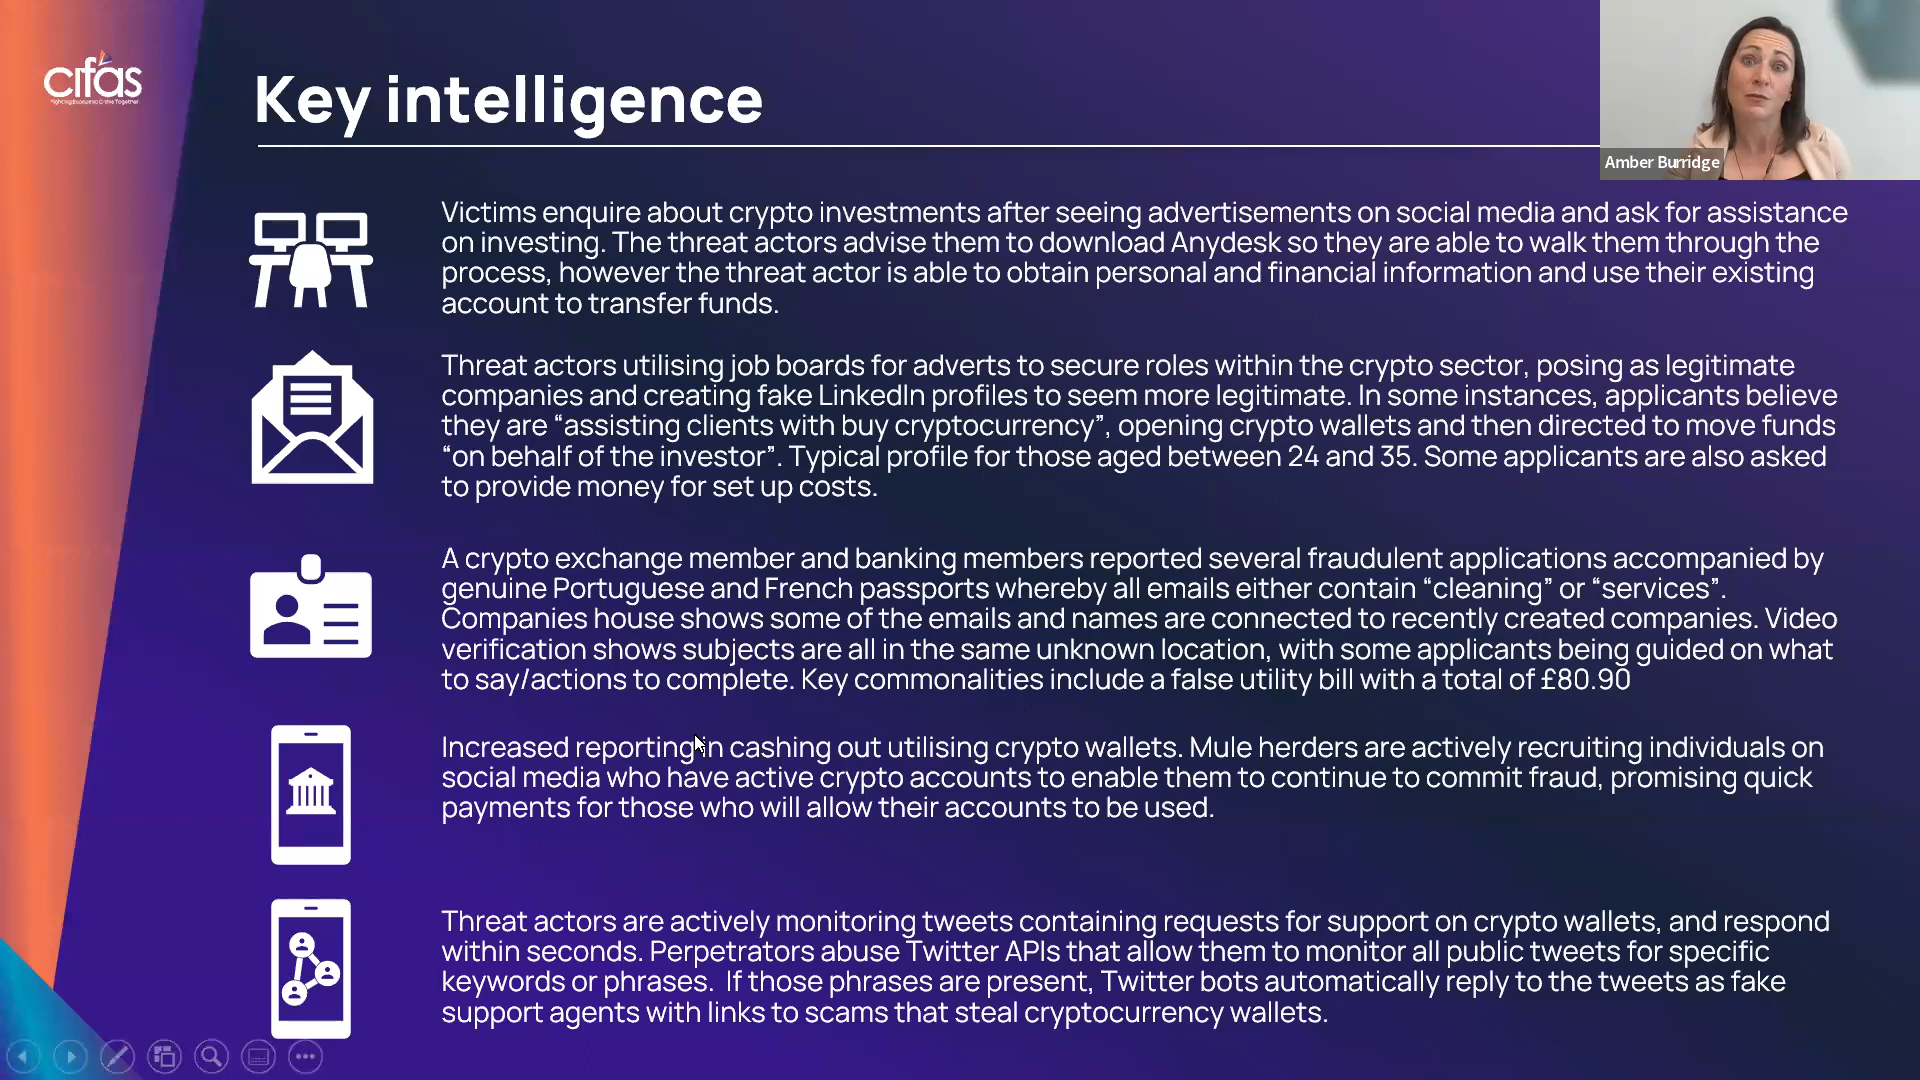 cifas
Fighting Economic Crime Together
Key intelligence
Amber Burridge
Victims enquire about crypto investments after seeing advertisements on social media and ask for assistance
on investing. The threat actors advise them to download Anydesk so they are able to walk them through the
process, however the threat actor is able to obtain personal and financial information and use their existing
account to transfer funds.
Threat actors utilising job boards for adverts to secure roles within the crypto sector, posing as legitimate
companies and creating fake LinkedIn profiles to seem more legitimate. In some instances, applicants believe
they are “assisting clients with buy cryptocurrency”, opening crypto wallets and then directed to move funds
“on behalf of the investor”. Typical profile for those aged between 24 and 35. Some applicants are also asked
to provide money for set up costs.
A crypto exchange member and banking members reported several fraudulent applications accompanied by
genuine Portuguese and French passports whereby all emails either contain “cleaning” or “services”.
Companies house shows some of the emails and names are connected to recently created companies. Video
verification shows subjects are all in the same unknown location, with some applicants being guided on what
to say/actions to complete. Key commonalities include a false utility bill with a total of £80.90
Increased reporting in cashing out utilising crypto wallets. Mule herders are actively recruiting individuals on
social media who have active crypto accounts to enable them to continue to commit fraud, promising quick
payments for those who will allow their accounts to be used.
Threat actors are actively monitoring tweets containing requests for support on crypto wallets, and respond
within seconds. Perpetrators abuse Twitter APIs that allow them to monitor all public tweets for specific
keywords or phrases. If those phrases are present, Twitter bots automatically reply to the tweets as fake
support agents with links to scams that steal cryptocurrency wallets.